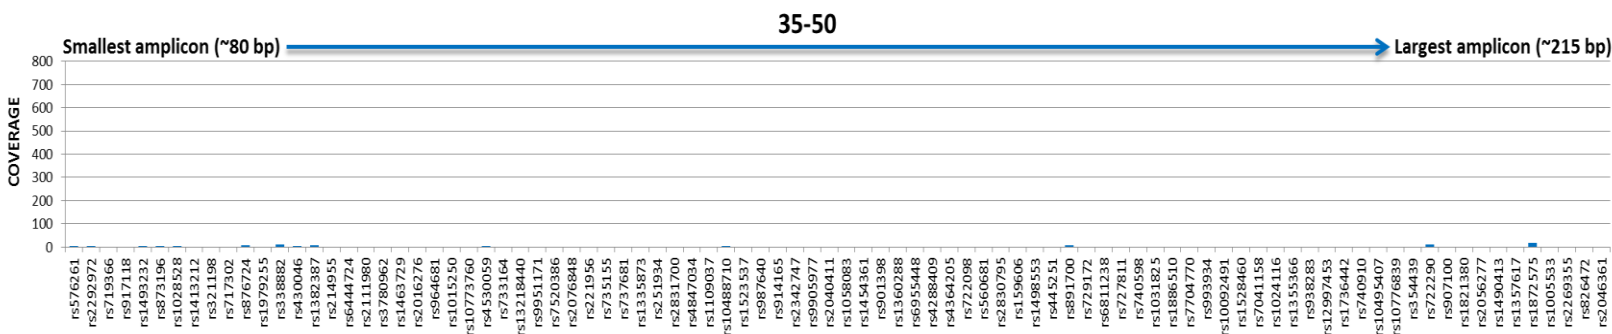 35-50
Smallest amplicon (~80 bp)
Largest amplicon (~215 bp)
COVERAGE
800
700
600
500
400
300
200
100
0
rs576261
rs2292972
rs719366
rs917118
rs1493232
rs873196
rs1028528
rs1413212
rs321198
rs717302
rs876724
rs1979255
rs338882
rs430046
rs1382387
rs214955
rs6444724
rs2111980
rs3780962
rs1463729
rs2016276
rs964681
rs1015250
rs10773760
rs4530059
rs733164
rs13218440
rs9951171
rs7520386
rs2076848
rs221956
rs735155
rs737681
rs1335873
rs251934
rs2831700
rs4847034
rs1109037
rs10488710
rs1523537
rs987640
rs914165
rs2342747
rs9905977
rs2040411
rs1058083
rs1454361
rs901398
rs1360288
rs6955448
rs4288409
rs4364205
rs7220098
rs560681
rs2830795
rs159606
rs1498553
rs445251
rs891700
rs729172
rs6811238
rs727811
rs740598
rs1031825
rs1886510
rs7704770
rs993934
rs10092491
rs1528460
rs7041158
rs1024116
rs1355366
rs938283
rs12997453
rs1736442
rs740910
rs10495407
rs10776839
rs354439
rs722290
rs907100
rs1821380
rs2056277
rs1490413
rs1357617
rs1872575
rs1005533
rs2269355
rs826472
rs2046361